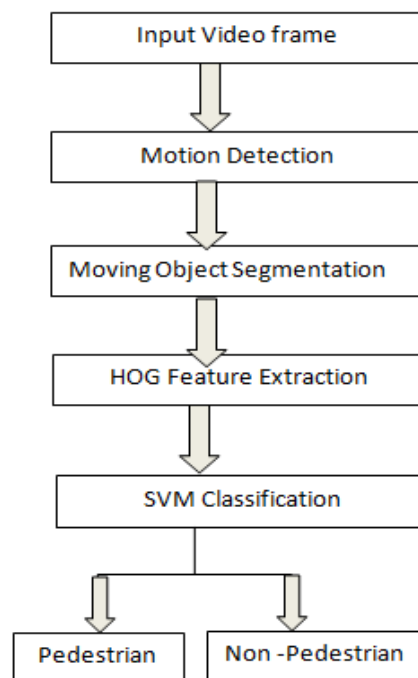 Input Video frame
Motion Detection
Moving Object Segmentation
HOG Feature Extraction
SVM Classification
Pedestrian
Non -Pedestrian